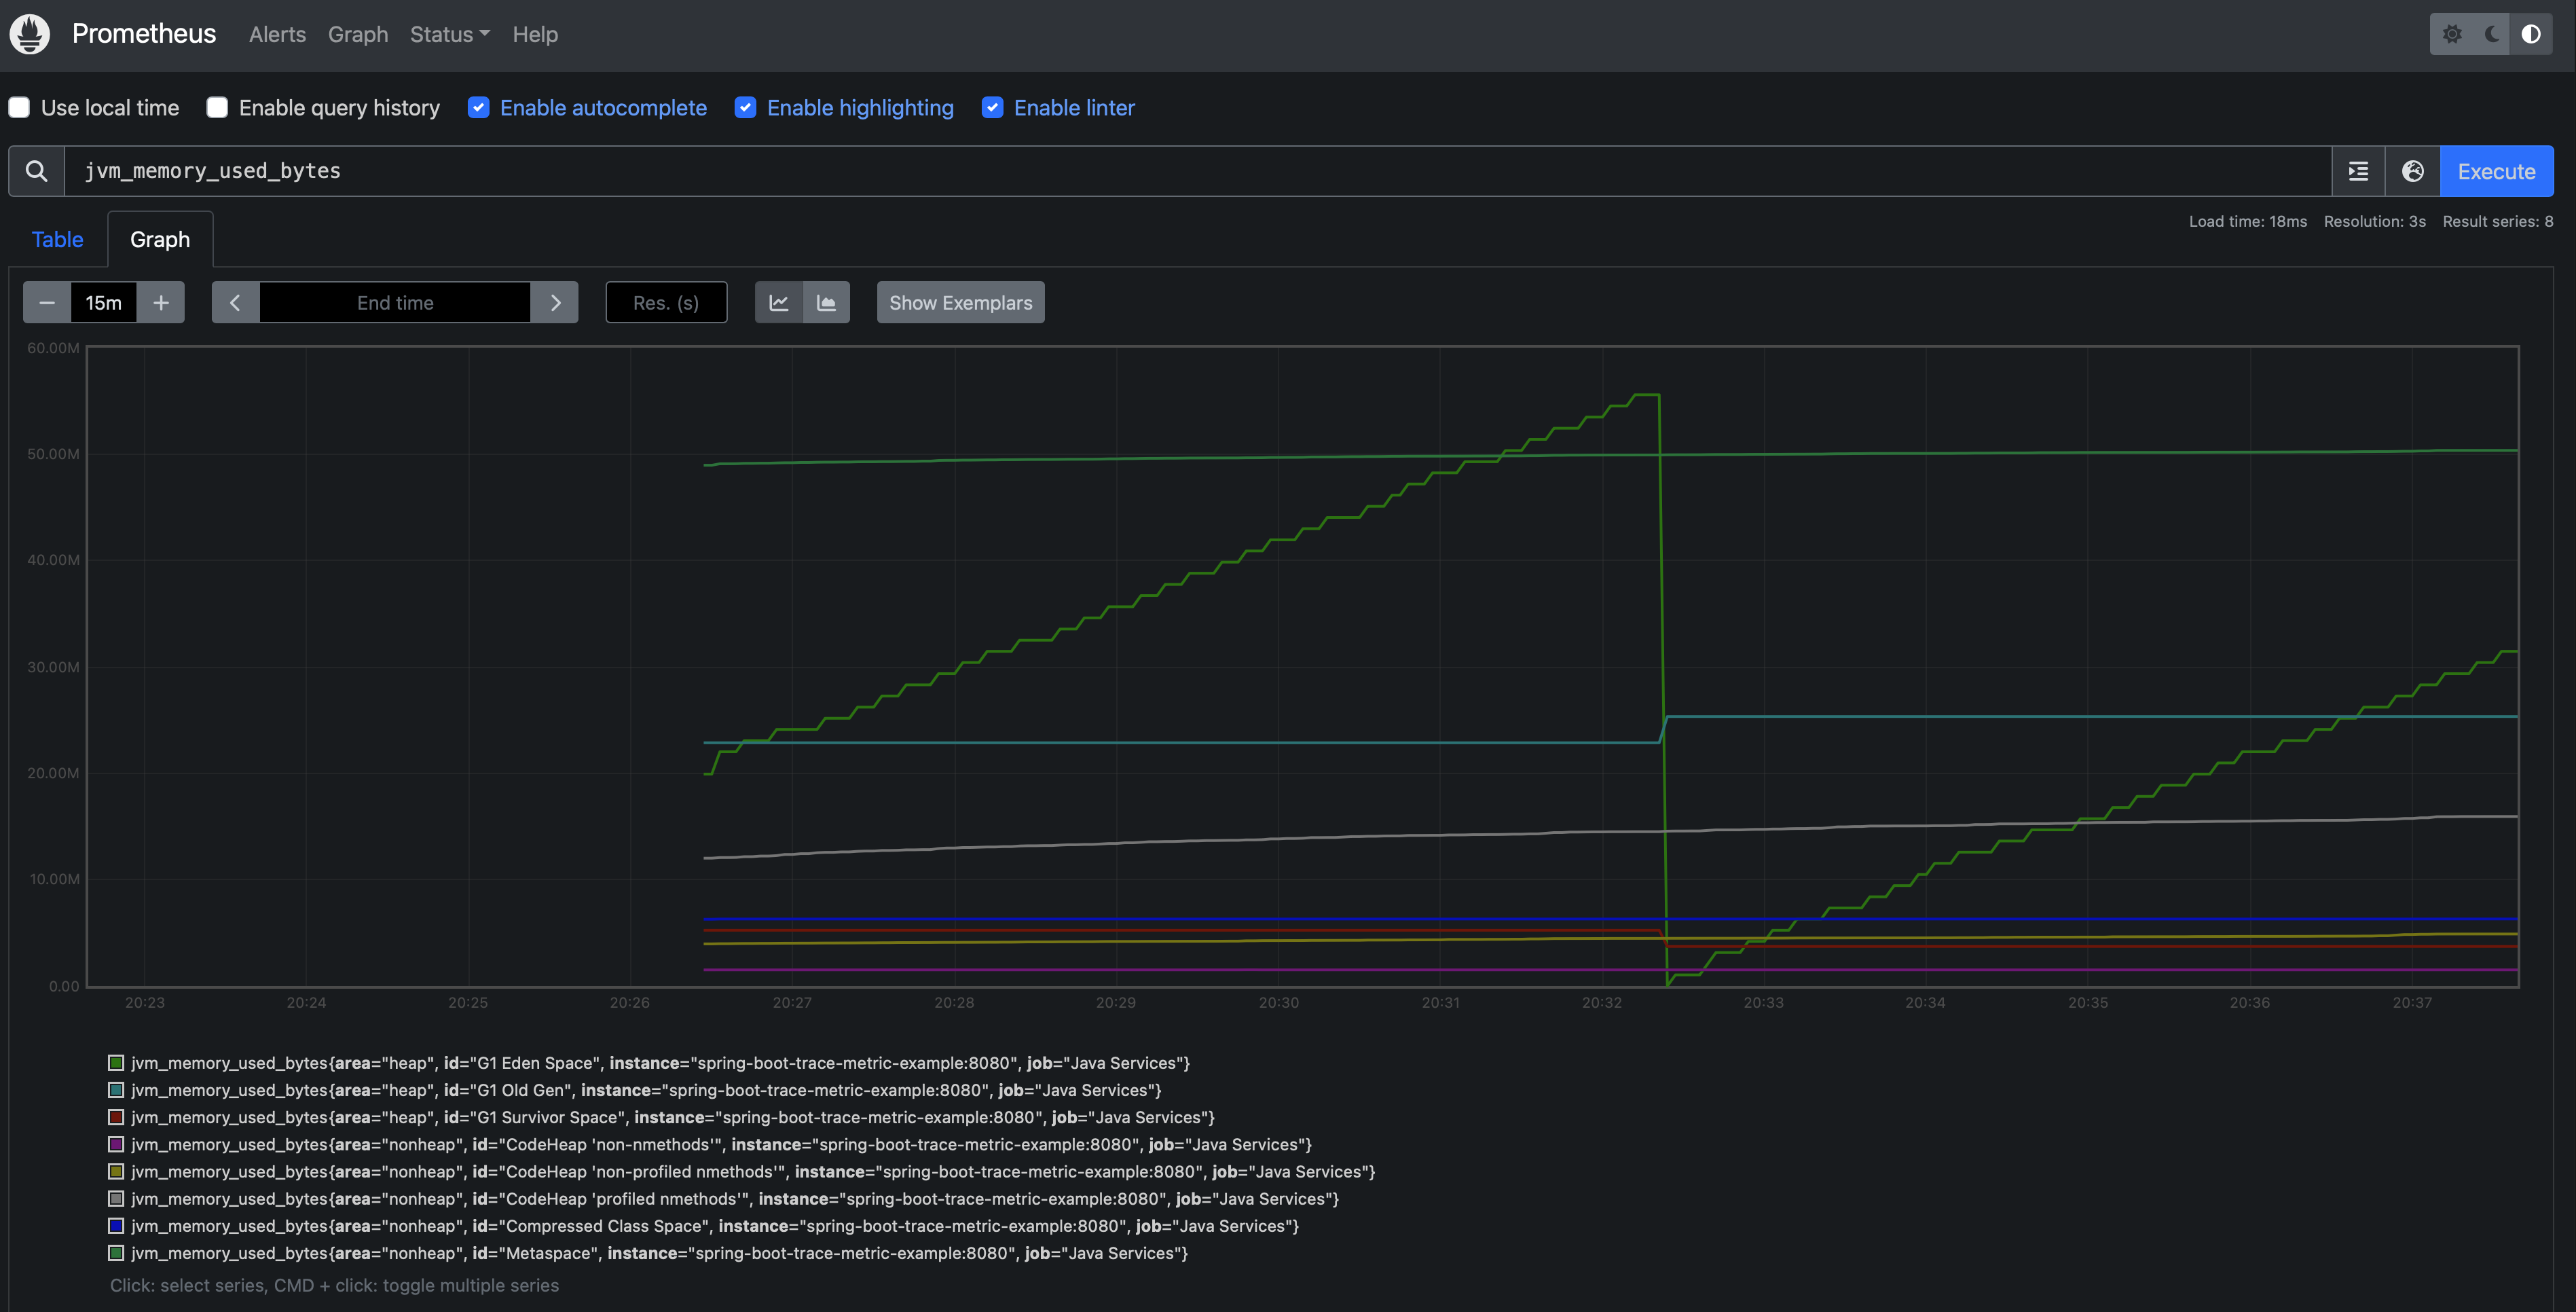 Prometheus Alerts Graph Status Help
Use local time Enable query history Enable autocomplete Enable highlighting Enable linter
jvm_memory_used_bytes Execute
Table Graph Load time: 18ms Resolution: 3s Result series: 8
15m End time Res. (s) Show Exemplars
60.00M
50.00M
40.00M
30.00M
20.00M
10.00M
0.00
20:23 20:24 20:25 20:26 20:27 20:28 20:29 20:30 20:31 20:32 20:33 20:34 20:35 20:36 20:37
jvm_memory_used_bytes{area="heap", id="G1 Eden Space", instance="spring-boot-trace-metric-example:8080", job="Java Services"}
jvm_memory_used_bytes{area="heap", id="G1 Old Gen", instance="spring-boot-trace-metric-example:8080", job="Java Services"}
jvm_memory_used_bytes{area="heap", id="G1 Survivor Space", instance="spring-boot-trace-metric-example:8080", job="Java Services"}
jvm_memory_used_bytes{area="nonheap", id="CodeHeap 'non-nmethods'", instance="spring-boot-trace-metric-example:8080", job="Java Services"}
jvm_memory_used_bytes{area="nonheap", id="CodeHeap 'non-profiled nmethods'", instance="spring-boot-trace-metric-example:8080", job="Java Services"}
jvm_memory_used_bytes{area="nonheap", id="CodeHeap 'profiled nmethods'", instance="spring-boot-trace-metric-example:8080", job="Java Services"}
jvm_memory_used_bytes{area="nonheap", id="Compressed Class Space", instance="spring-boot-trace-metric-example:8080", job="Java Services"}
jvm_memory_used_bytes{area="nonheap", id="Metaspace", instance="spring-boot-trace-metric-example:8080", job="Java Services"}
Click: select series, CMD + click: toggle multiple series